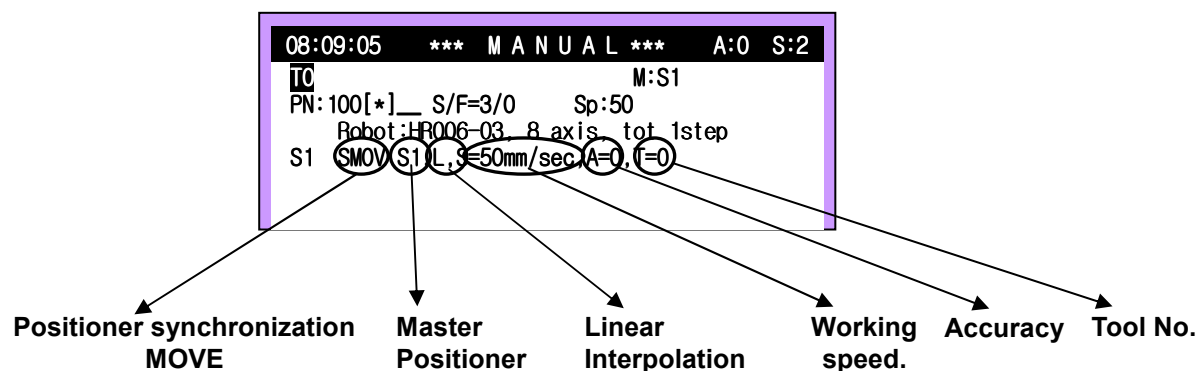 08:09:05 *** M A N U A L *** A:0 S:2
T0 M:S1
PN:100[*]__ S/F=3/0 Sp:50
Robot:HR006-03, 8 axis, tot 1step
S1 SMOV S1 L,S=50mm/sec,A=0,T=0
Positioner synchronization MOVE
Master Positioner
Linear Interpolation
Working speed.
Accuracy
Tool No.